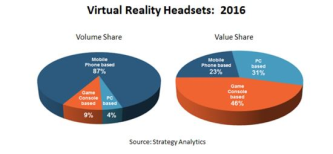 Virtual Reality Headsets: 2016
Volume Share
Value Share
Mobile
Phone based
87%
Game
Console
based
9%
PC
based
4%
Mobile
Phone based
23%
PC
based
31%
Game
Console based
46%
Source: Strategy Analytics